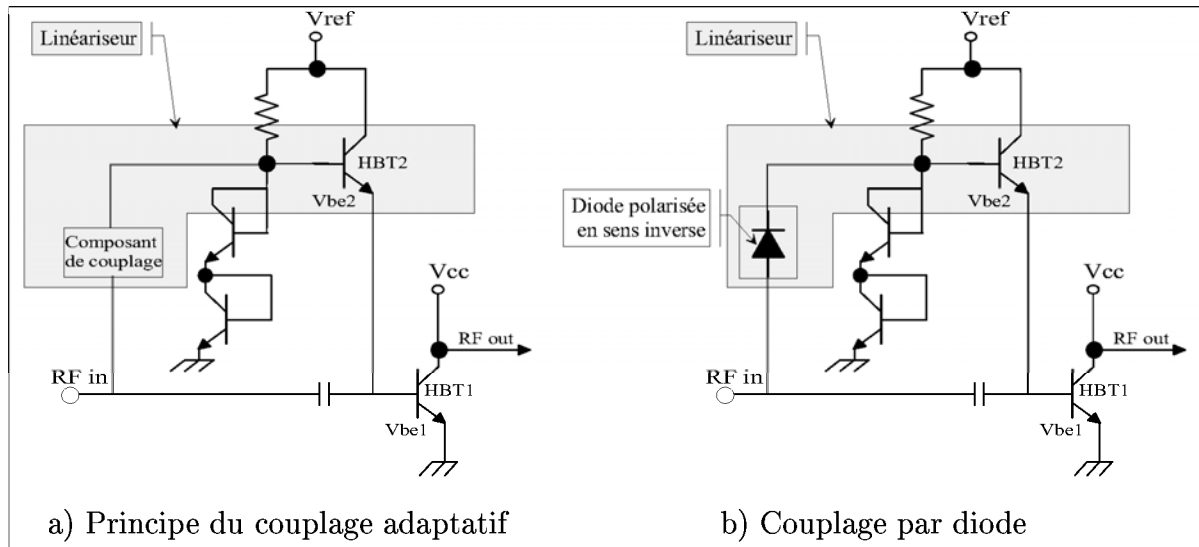 Vref
Linéariseur
HBT2
Vbe2
Composant
de couplage
Vcc
RF out
RF in
HBT1
Vbe1
a) Principe du couplage adaptatif
Vref
Linéariseur
HBT2
Vbe2
Diode polarisée
en sens inverse
Vcc
RF out
RF in
HBT1
Vbe1
b) Couplage par diode